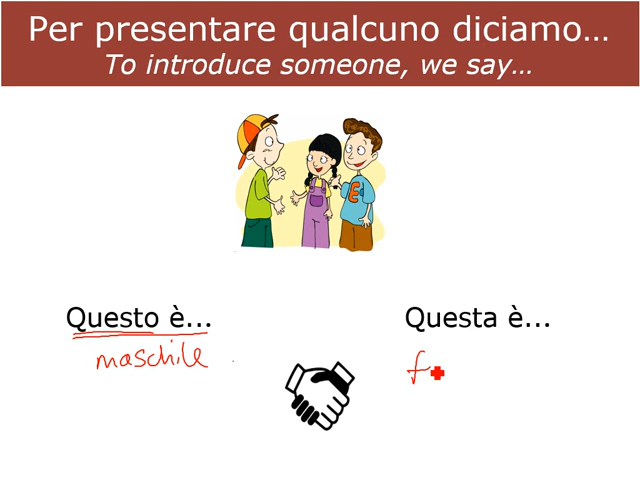 Per presentare qualcuno diciamo…
To introduce someone, we say…
E
Questo è...
Questa è...
maschile
f